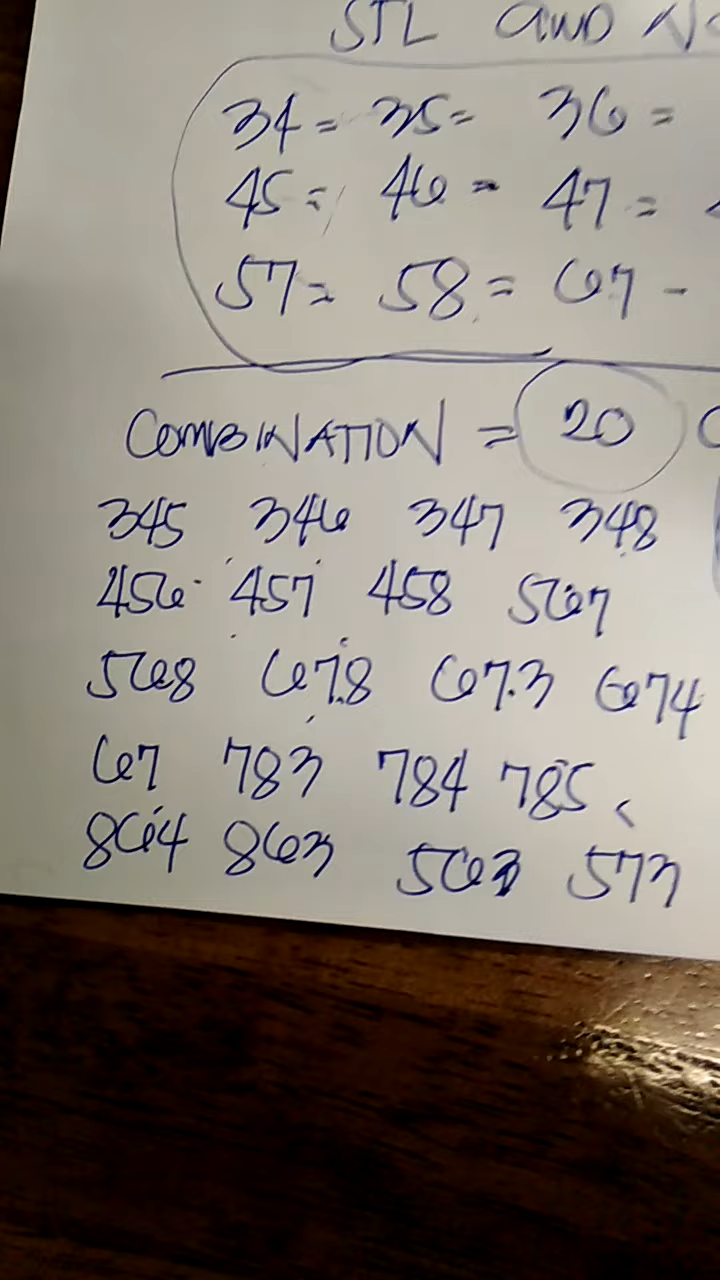 STL AND
34 = 35 = 36 =
45 = 46 = 47 =
57 = 58 = 67 -
COMBINATION = 20
345 346 347 348
456 457 458 567
568 678 673 674
67 783 784 785
864 863 563 573